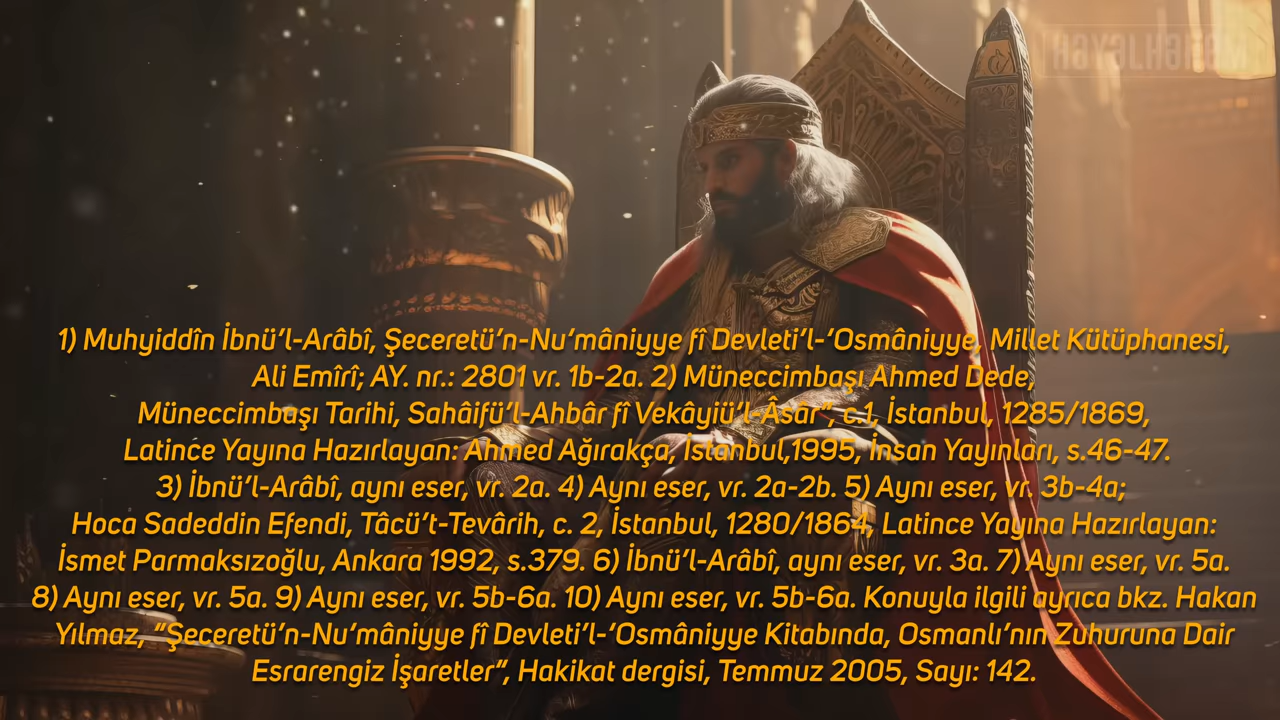 HƏYƏLHƏRƏM
1) Muhyiddîn İbnü’l-Arâbî, Şeceretü’n-Nu’mâniyye fî Devleti’l-‘Osmâniyye, Millet Kütüphanesi,
Ali Emîrî; AY. nr.: 2801 vr. 1b-2a. 2) Müneccimbaşı Ahmed Dede,
Müneccimbaşı Tarihi, Sahâifü’l-Ahbâr fî Vekâyiü’l-Âsâr”, c.1, İstanbul, 1285/1869,
Latince Yayına Hazırlayan: Ahmed Ağırakça, İstanbul,1995, İnsan Yayınları, s.46-47.
3) İbnü’l-Arâbî, aynı eser, vr. 2a. 4) Aynı eser, vr. 2a-2b. 5) Aynı eser, vr. 3b-4a;
Hoca Sadeddin Efendi, Tâcü’t-Tevârih, c. 2, İstanbul, 1280/1864, Latince Yayına Hazırlayan:
İsmet Parmaksızoğlu, Ankara 1992, s.379. 6) İbnü’l-Arâbî, aynı eser, vr. 3a. 7) Aynı eser, vr. 5a.
8) Aynı eser, vr. 5a. 9) Aynı eser, vr. 5b-6a. 10) Aynı eser, vr. 5b-6a. Konuyla ilgili ayrıca bkz. Hakan
Yılmaz, “Şeceretü’n-Nu’mâniyye fî Devleti’l-‘Osmâniyye Kitabında, Osmanlı’nın Zuhuruna Dair
Esrarengiz İşaretler”, Hakikat dergisi, Temmuz 2005, Sayı: 142.